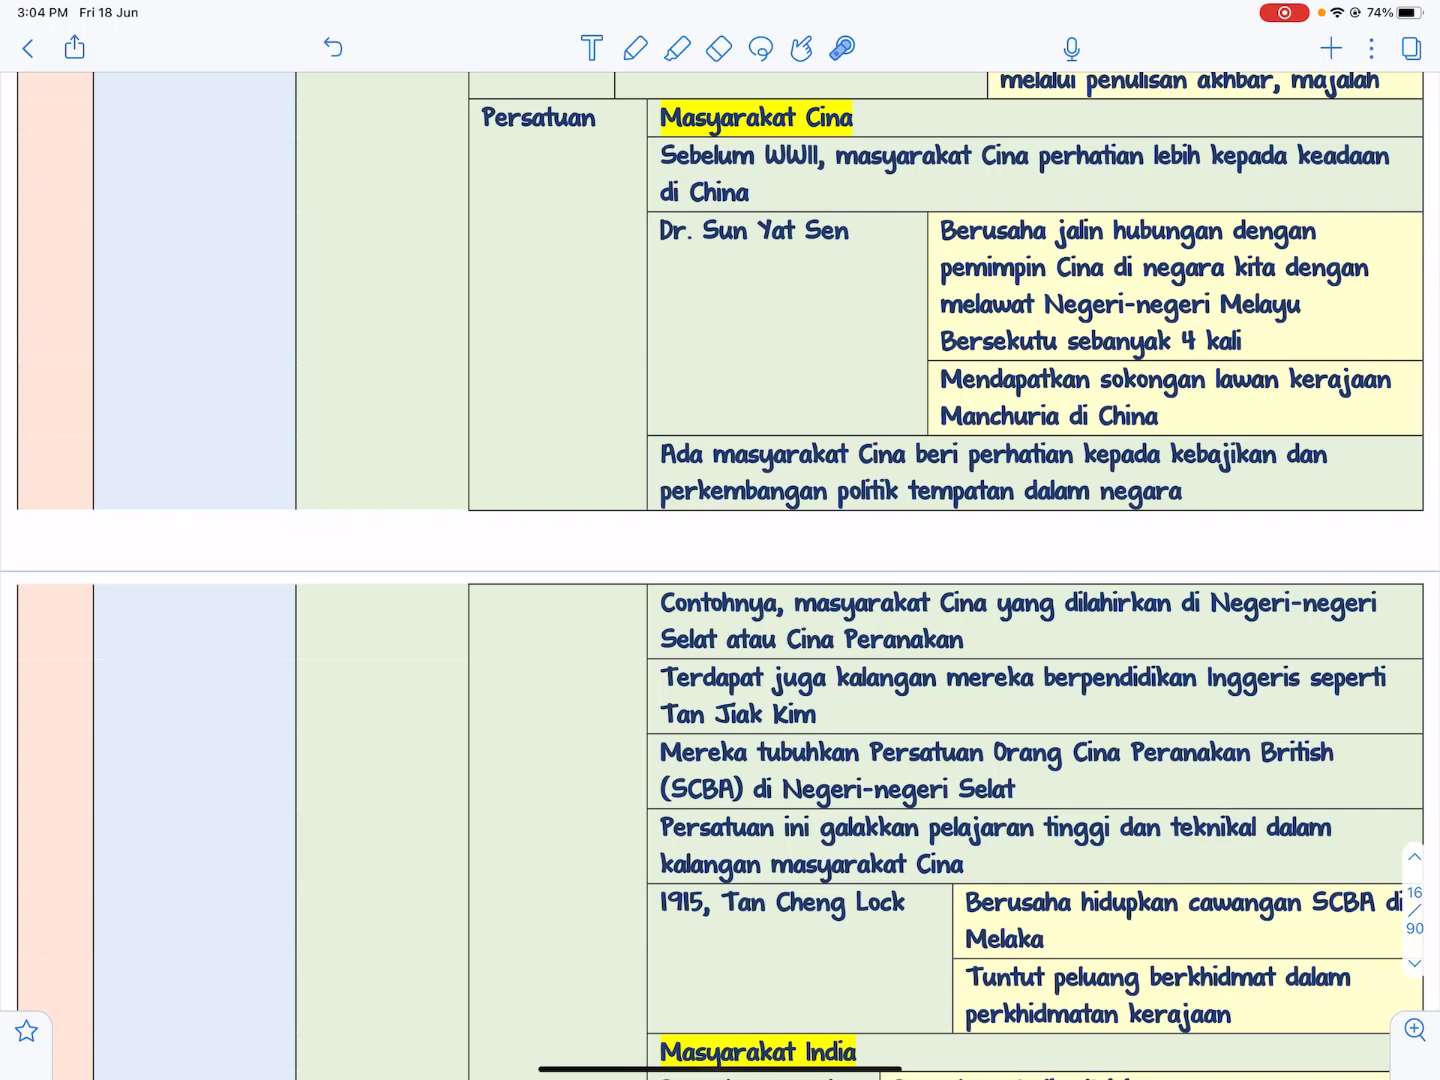 3:04 PM Fri 18 Jun
74%
melalui penulisan akhbar, majalah
Persatuan
Masyarakat Cina
Sebelum WWII, masyarakat Cina perhatian lebih kepada keadaan
di China
Dr. Sun Yat Sen
Berusaha jalin hubungan dengan
pemimpin Cina di negara kita dengan
melawat Negeri-negeri Melayu
Bersekutu sebanyak 4 kali
Mendapatkan sokongan lawan kerajaan
Manchuria di China
Ada masyarakat Cina beri perhatian kepada kebajikan dan
perkembangan politik tempatan dalam negara
Contohnya, masyarakat Cina yang dilahirkan di Negeri-negeri
Selat atau Cina Peranakan
Terdapat juga kalangan mereka berpendidikan Inggeris seperti
Tan Jiak Kim
Mereka tubuhkan Persatuan Orang Cina Peranakan British
(SCBA) di Negeri-negeri Selat
Persatuan ini galakkan pelajaran tinggi dan teknikal dalam
kalangan masyarakat Cina
1915, Tan Cheng Lock
Berusaha hidupkan cawangan SCBA di
Melaka
Tuntut peluang berkhidmat dalam
perkhidmatan kerajaan
16
/
90
Masyarakat India